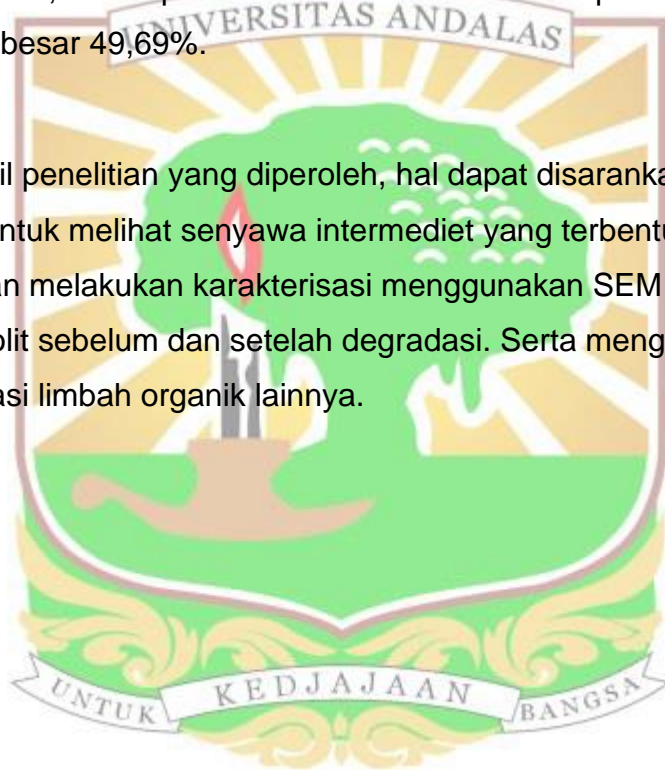 UNIVERSITAS ANDALAS
besar 49,69%.
il penelitian yang diperoleh, hal dapat disaranka
ntuk melihat senyawa intermediet yang terbentu
n melakukan karakterisasi menggunakan SEM
olit sebelum dan setelah degradasi. Serta meng
asi limbah organik lainnya.
UNTUK KEDJAJAAN BANGSA